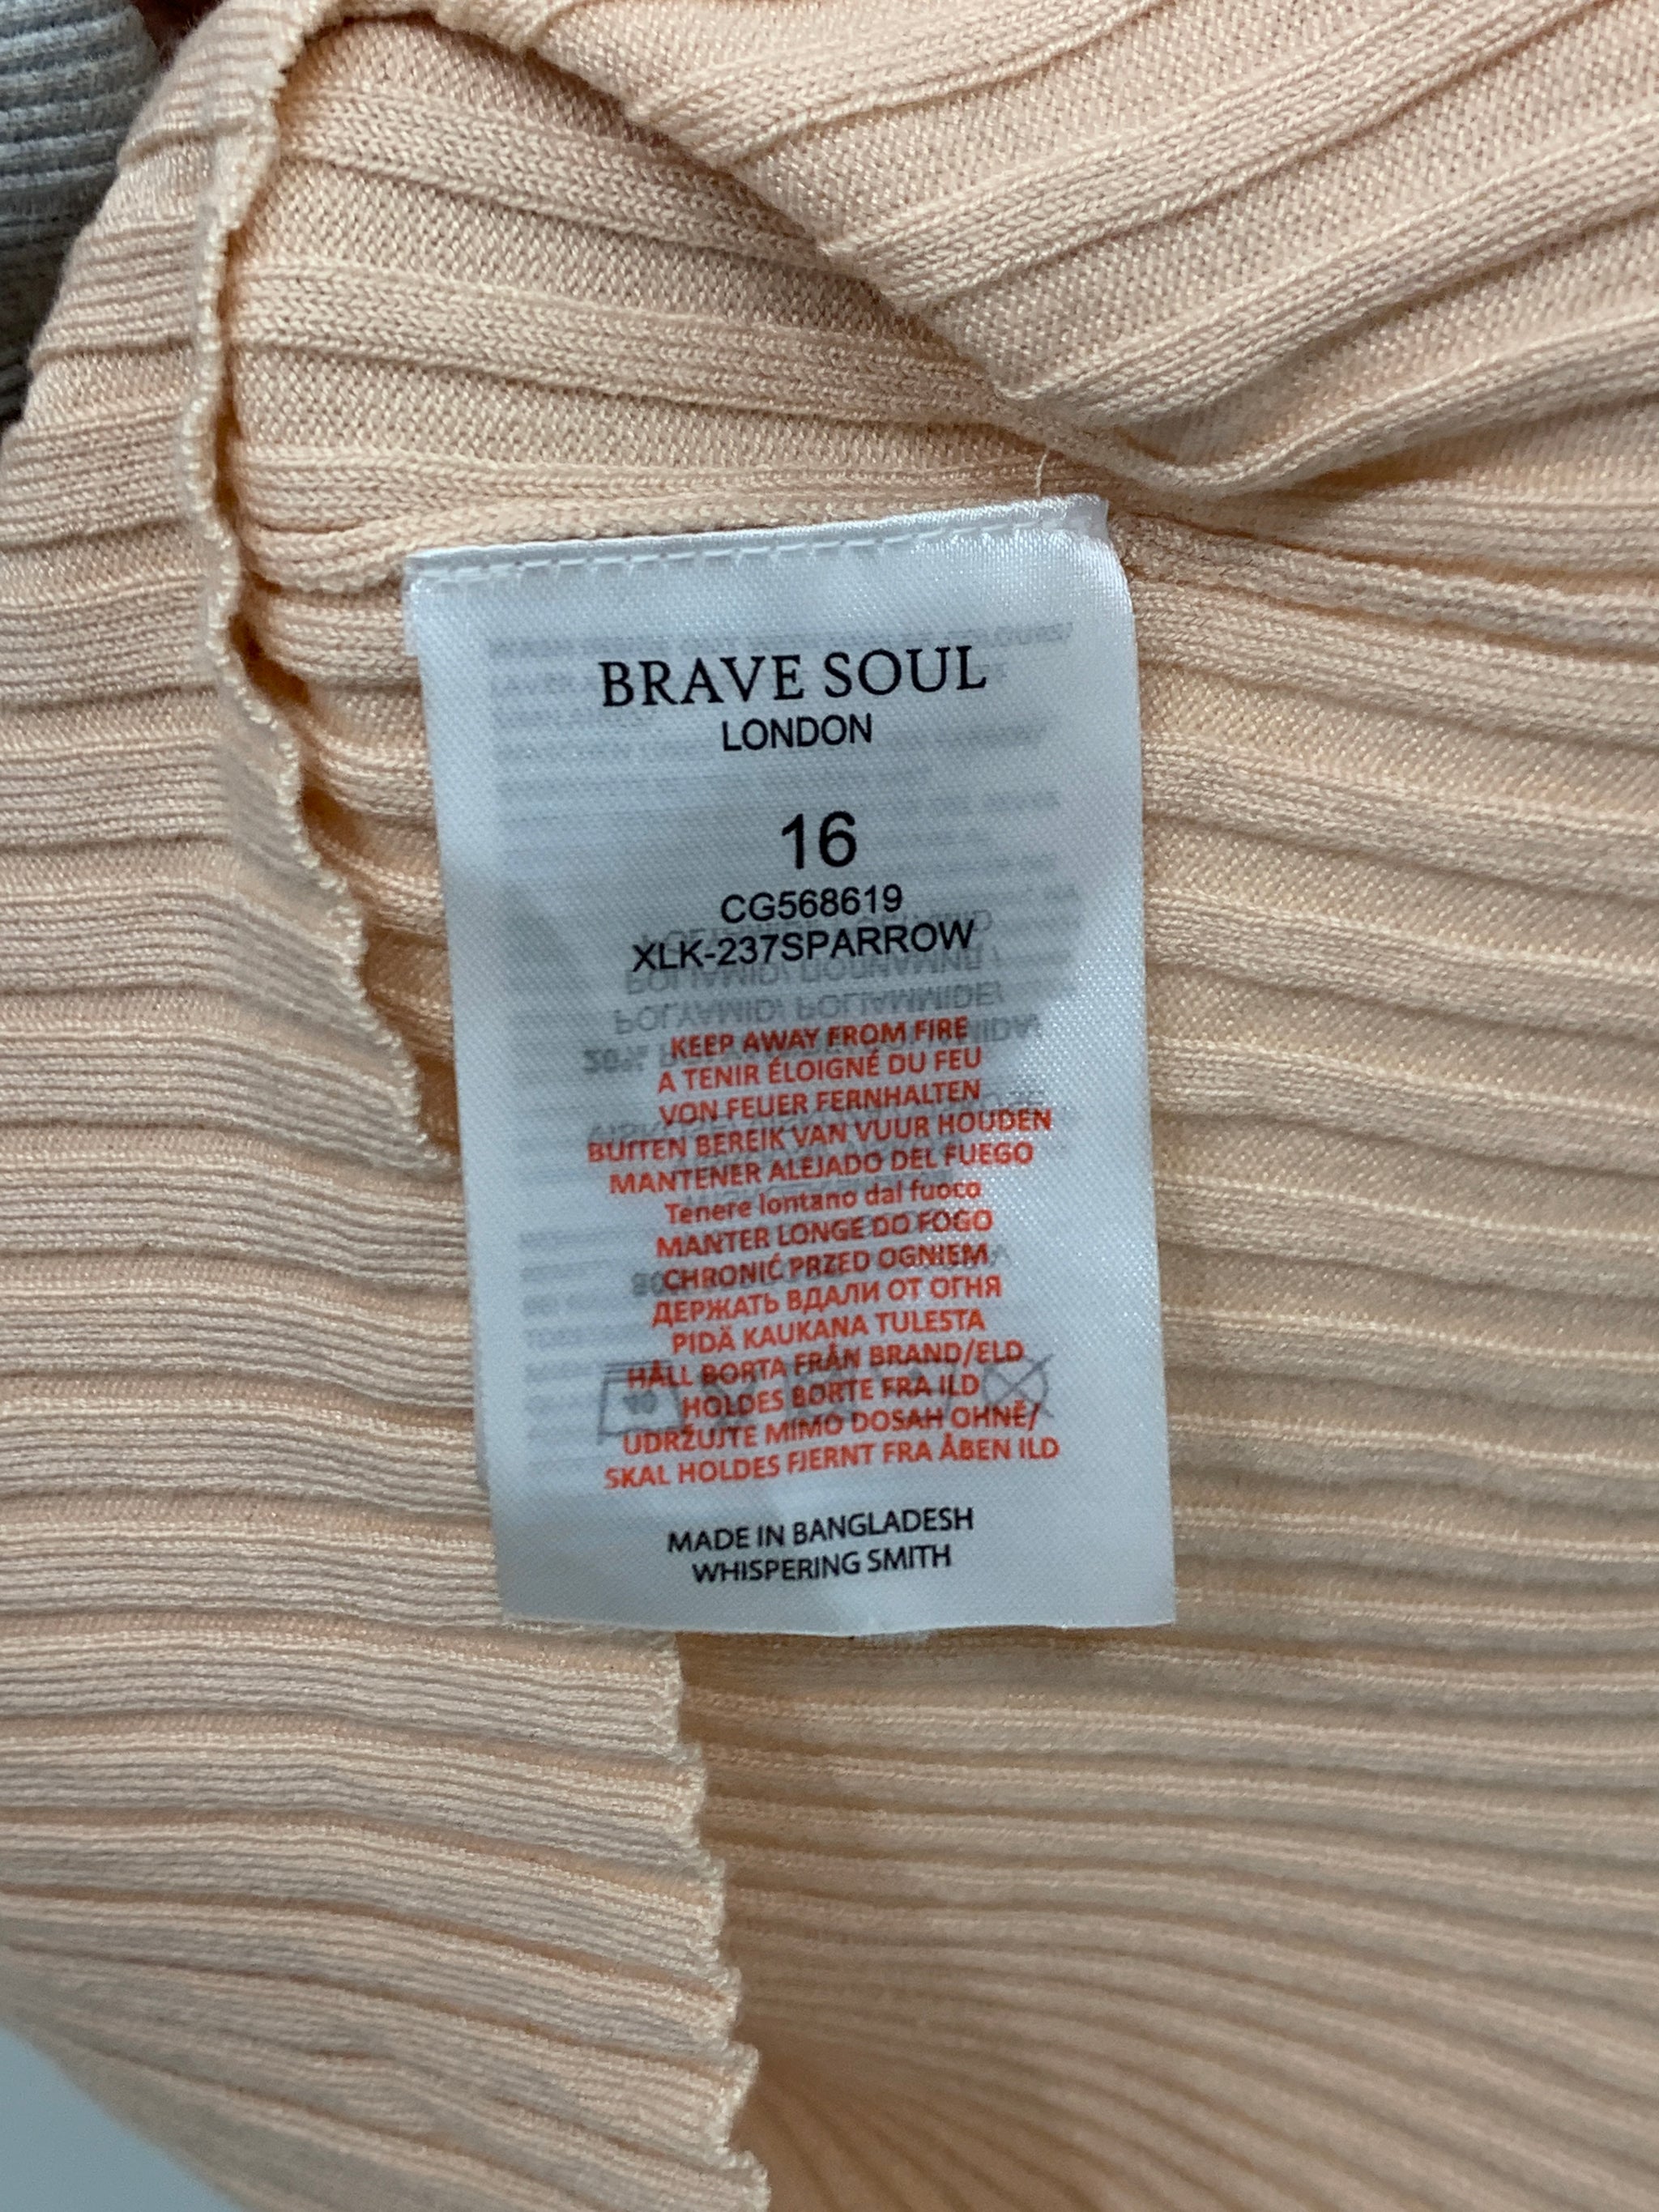 BRAVE SOUL
LONDON
16
CG568619
XLK-237SPARROW
KEEP AWAY FROM FIRE
A TENIR ÉLOIGNÉ DU FEU
VON FEUER FERNHALTEN
BUITEN BEREIK VAN VUUR HOUDEN
MANTENER ALEJADO DEL FUEGO
Tenere lontano dal fuoco
MANTER LONGE DO FOGO
CHRONIĆ PRZED OGNIEM
ДЕРЖАТЬ ВДАЛИ ОТ ОГНЯ
PIDÄ KAUKANA TULESTA
HÅLL BORTA FRÅN BRAND/ELD
HOLDES BORTE FRA ILD
UDRŽUJTE MIMO DOSAH OHNĚ/
SKAL HOLDES FJERNT FRA ÅBEN ILD
MADE IN BANGLADESH
WHISPERING SMITH